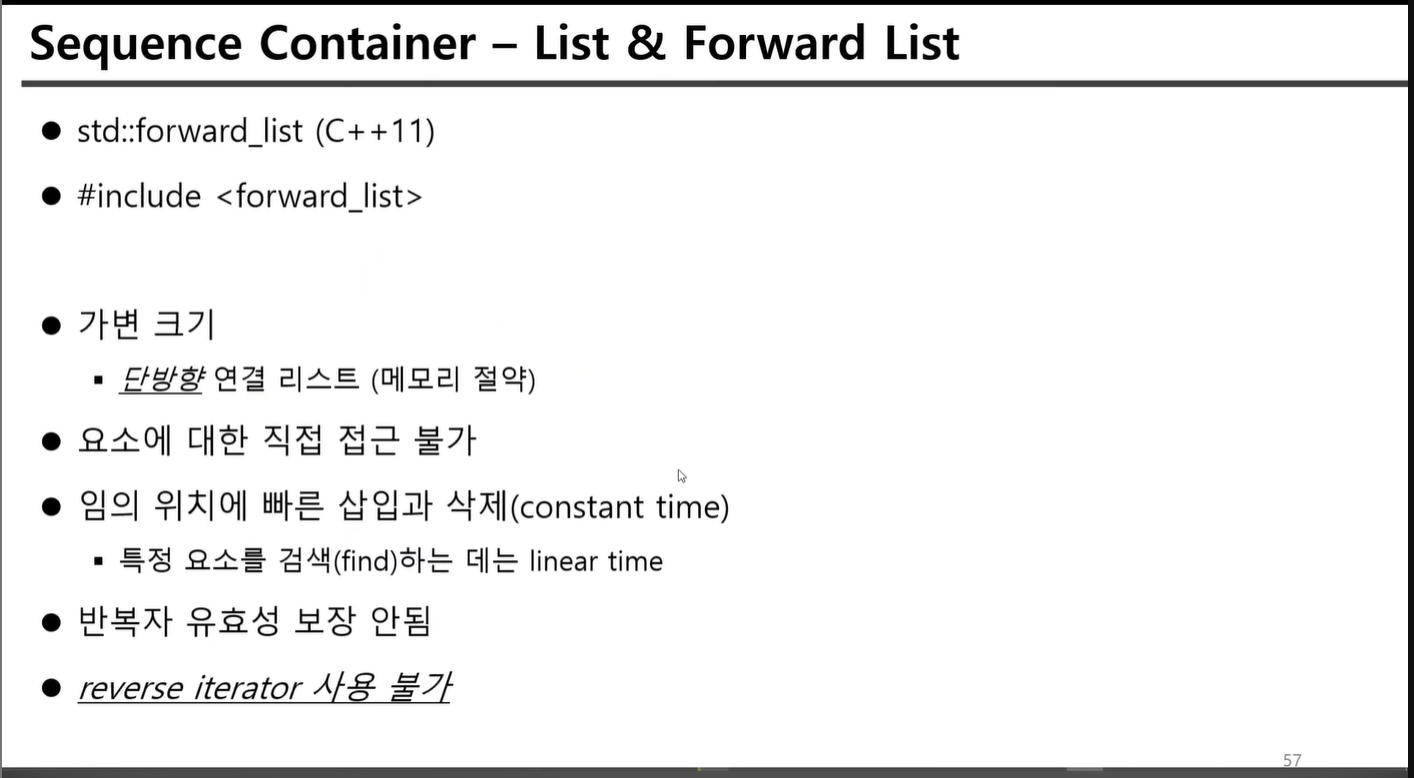 Sequence Container – List & Forward List
● std::forward_list (C++11)
● #include <forward_list>
● 가변 크기
▪ 단방향 연결 리스트 (메모리 절약)
● 요소에 대한 직접 접근 불가
● 임의 위치에 빠른 삽입과 삭제(constant time)
▪ 특정 요소를 검색(find)하는 데는 linear time
● 반복자 유효성 보장 안됨
● reverse iterator 사용 불가
57